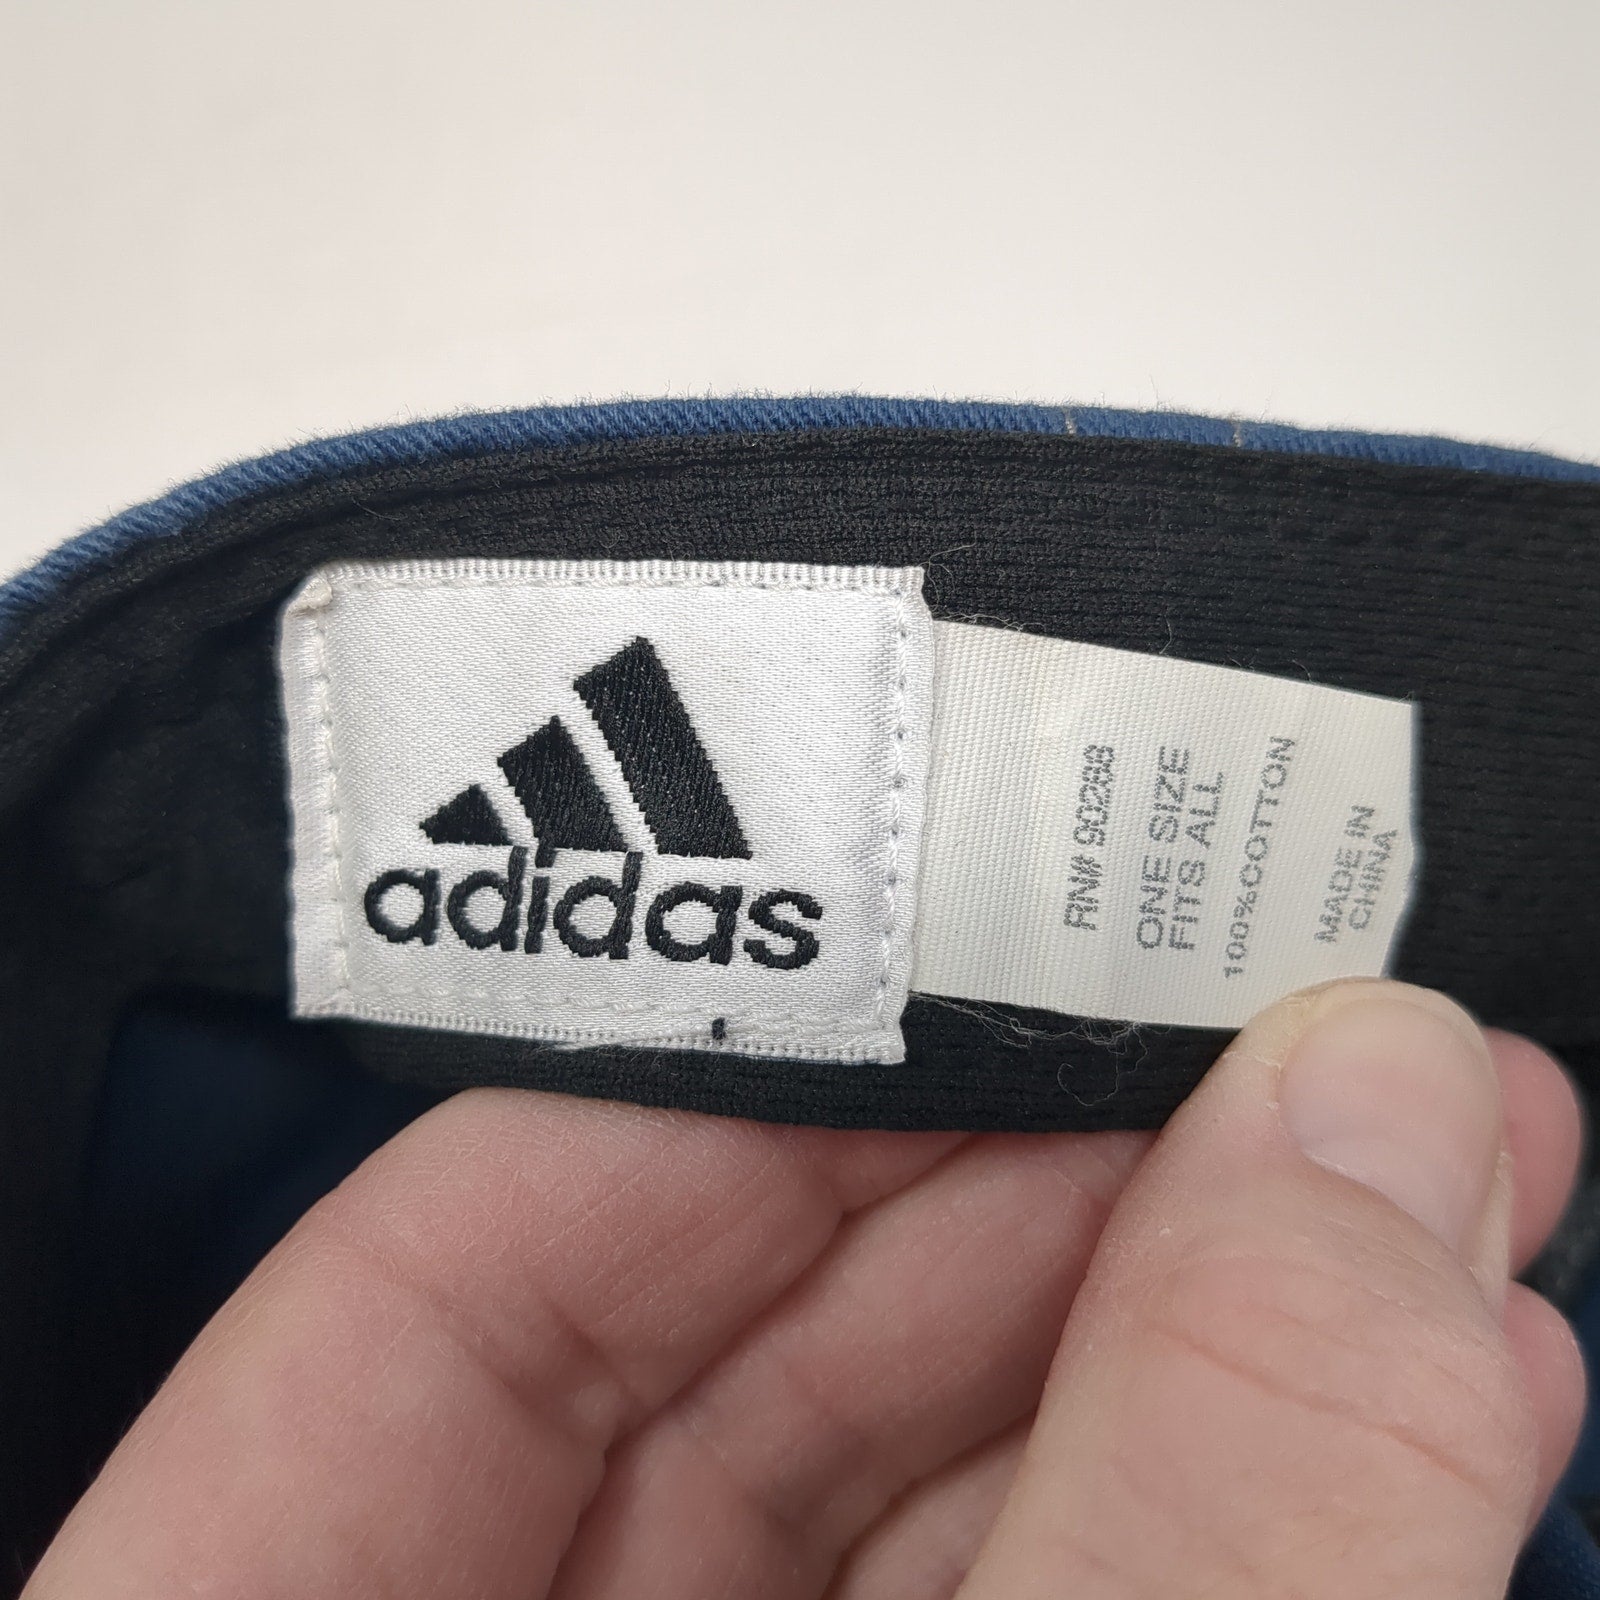 adidas
RN# 90288
ONE SIZE
FITS ALL
100%COTTON
MADE IN
CHINA